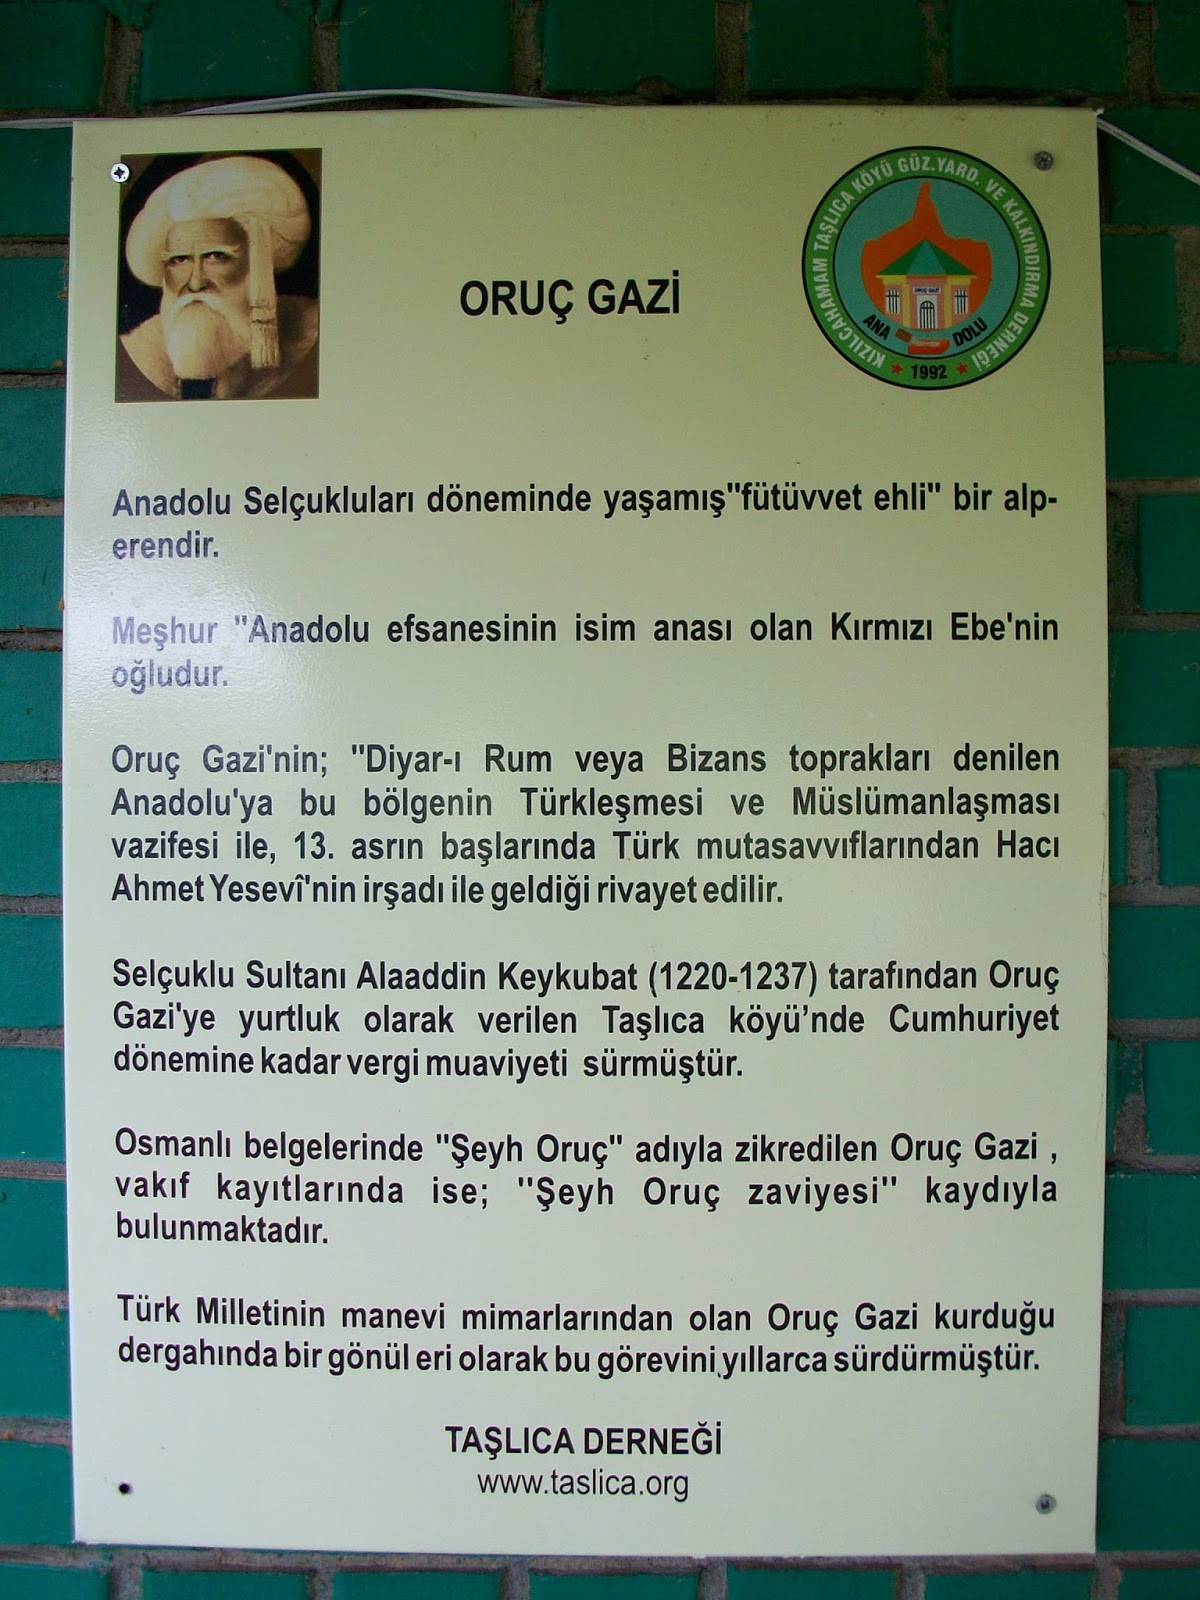 KIZILCAHAMAM TAŞLICA KÖYÜ GÜZ.YARD. VE KALKINDIRMA DERNEĞİ
ORUÇ GAZİ
ANA DOLU
1992
ORUÇ GAZİ
Anadolu Selçukluları döneminde yaşamış"fütüvvet ehli" bir alp-
erendir.
Meşhur "Anadolu efsanesinin isim anası olan Kırmızı Ebe'nin
oğludur.
Oruç Gazi'nin; "Diyar-ı Rum veya Bizans toprakları denilen
Anadolu'ya bu bölgenin Türkleşmesi ve Müslümanlaşması
vazifesi ile, 13. asrın başlarında Türk mutasavvıflarından Hacı
Ahmet Yesevî'nin irşadı ile geldiği rivayet edilir.
Selçuklu Sultanı Alaaddin Keykubat (1220-1237) tarafından Oruç
Gazi'ye yurtluk olarak verilen Taşlıca köyü’nde Cumhuriyet
dönemine kadar vergi muaviyeti sürmüştür.
Osmanlı belgelerinde "Şeyh Oruç" adıyla zikredilen Oruç Gazi ,
vakıf kayıtlarında ise; "Şeyh Oruç zaviyesi" kaydıyla
bulunmaktadır.
Türk Milletinin manevi mimarlarından olan Oruç Gazi kurduğu
dergahında bir gönül eri olarak bu görevini yıllarca sürdürmüştür.
TAŞLICA DERNEĞİ
www.taslica.org